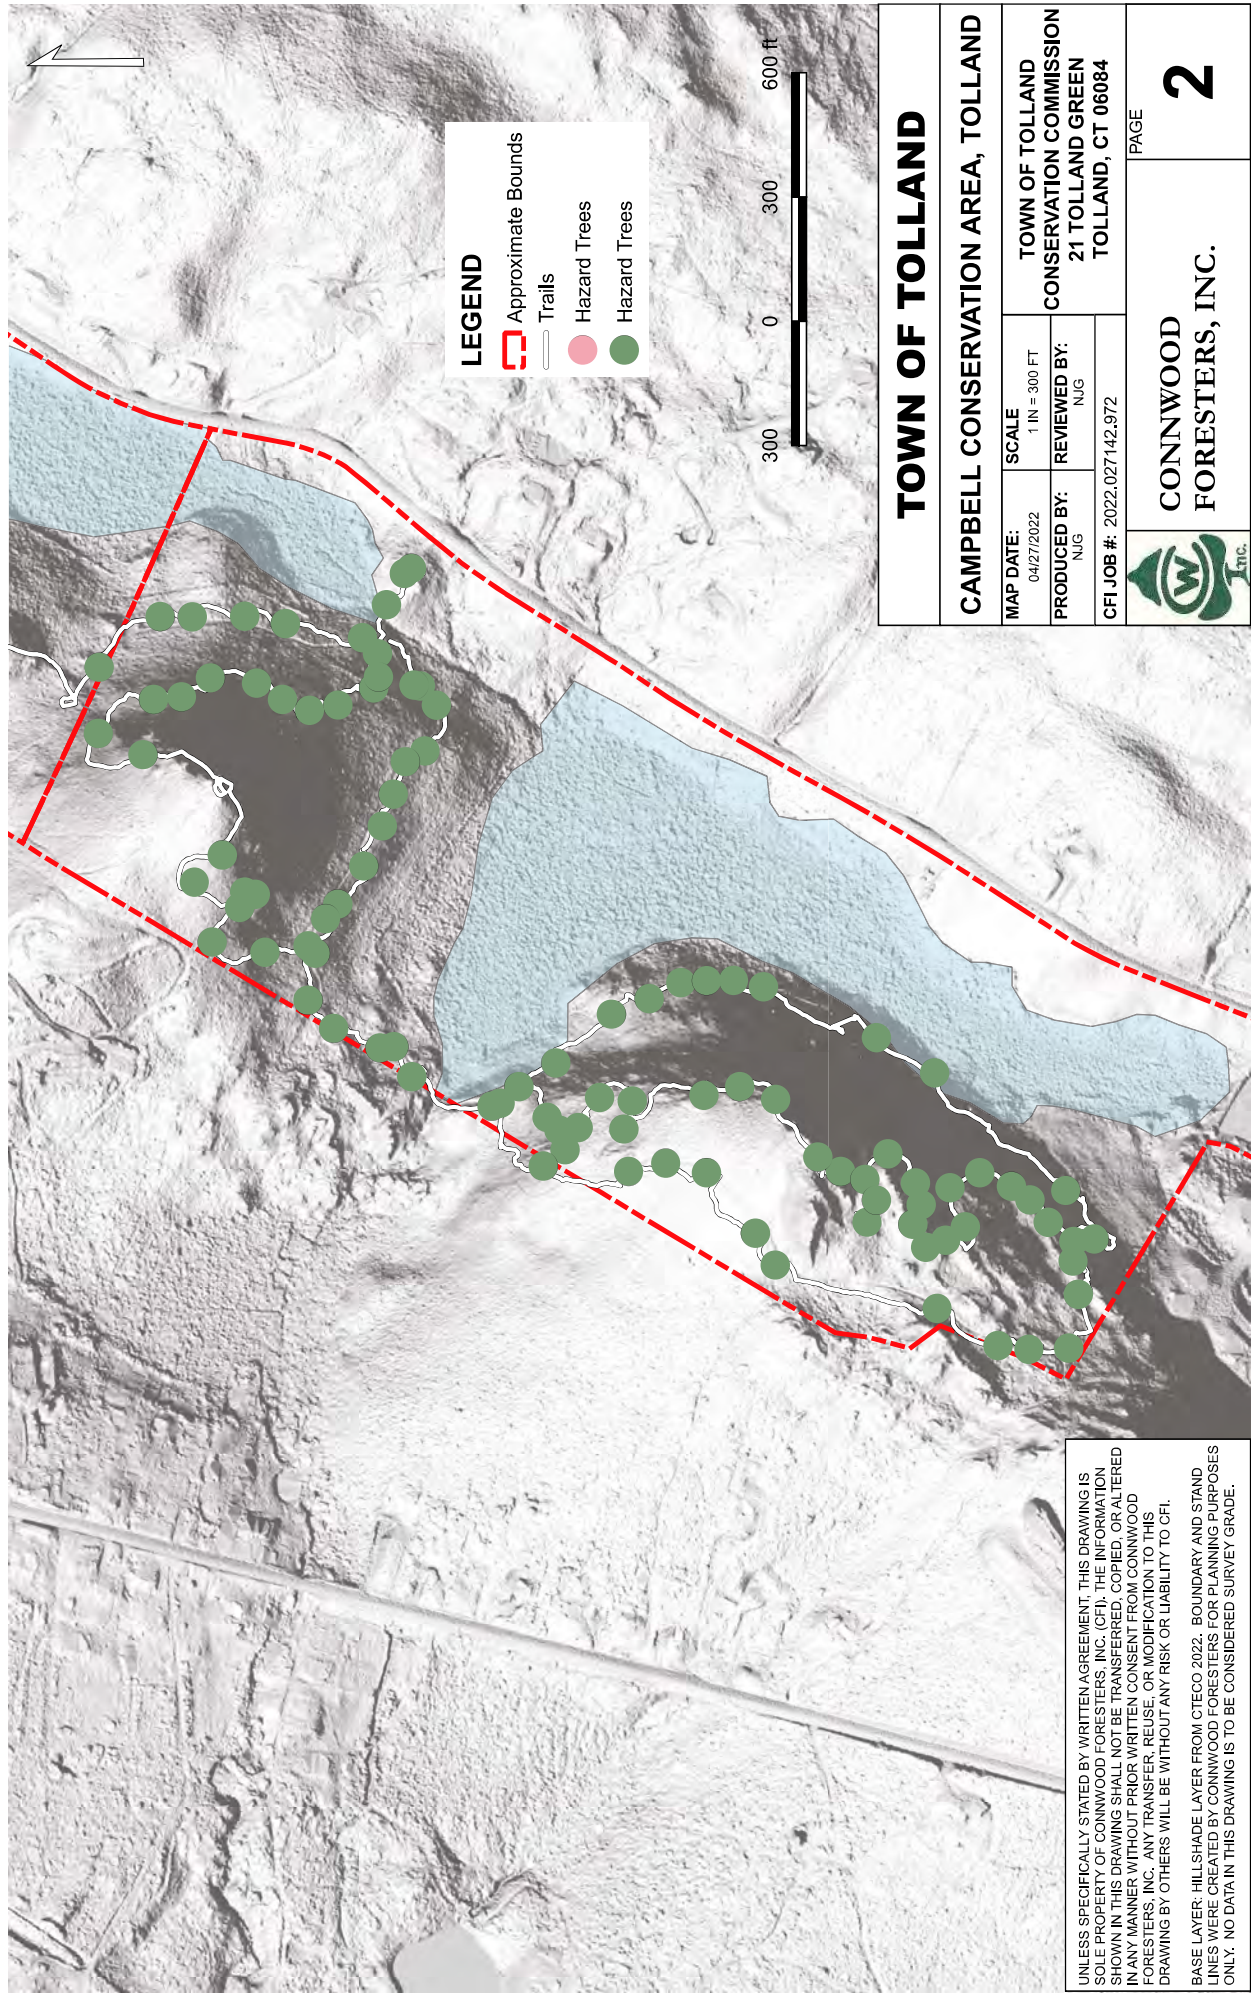 LEGEND
Approximate Bounds
Trails
Hazard Trees
Hazard Trees
300 0 300 600 ft
TOWN OF TOLLAND
CAMPBELL CONSERVATION AREA, TOLLAND
MAP DATE:
04/27/2022
SCALE
1 IN = 300 FT
PRODUCED BY:
NJG
REVIEWED BY:
NJG
CFI JOB #: 2022.027142.972
TOWN OF TOLLAND
CONSERVATION COMMISSION
21 TOLLAND GREEN
TOLLAND, CT 06084
CW
Inc.
CONNWOOD
FORESTERS, INC.
PAGE
2
UNLESS SPECIFICALLY STATED BY WRITTEN AGREEMENT, THIS DRAWING IS
SOLE PROPERTY OF CONNWOOD FORESTERS, INC. (CFI). THE INFORMATION
SHOWN IN THIS DRAWING SHALL NOT BE TRANSFERRED, COPIED, OR ALTERED
IN ANY MANNER WITHOUT PRIOR WRITTEN CONSENT FROM CONNWOOD
FORESTERS, INC. ANY TRANSFER, REUSE, OR MODIFICATION TO THIS
DRAWING BY OTHERS WILL BE WITHOUT ANY RISK OR LIABILITY TO CFI.
BASE LAYER: HILLSHADE LAYER FROM CTECO 2022. BOUNDARY AND STAND
LINES WERE CREATED BY CONNWOOD FORESTERS FOR PLANNING PURPOSES
ONLY. NO DATA IN THIS DRAWING IS TO BE CONSIDERED SURVEY GRADE.